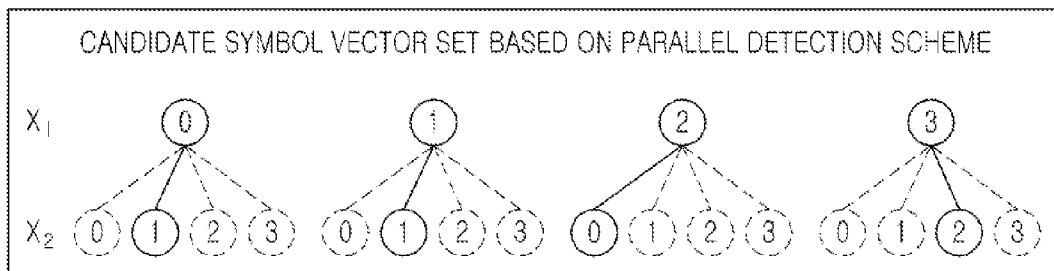 CANDIDATE SYMBOL VECTOR SET BASED ON PARALLEL DETECTION SCHEME
X1 0 1 2 3
X2 0 1 2 3 0 1 2 3 0 1 2 3 0 1 2 3